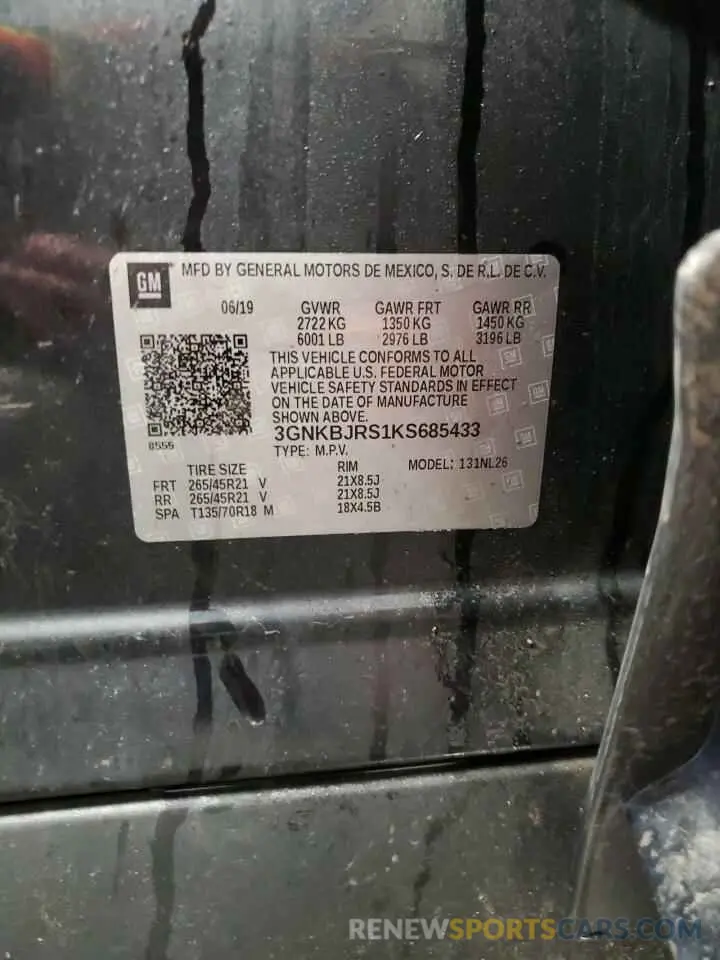 GM MFD BY GENERAL MOTORS DE MEXICO, S. DE R.L. DE C.V.
06/19 GVWR GAWR FRT GAWR RR
2722 KG 1350 KG 1450 KG
6001 LB 2976 LB 3196 LB
THIS VEHICLE CONFORMS TO ALL
APPLICABLE U.S. FEDERAL MOTOR
VEHICLE SAFETY STANDARDS IN EFFECT
ON THE DATE OF MANUFACTURE
SHOWN ABOVE.
3GNKBJRS1KS685433
8555
TYPE: M.P.V. MODEL: 131NL26
TIRE SIZE RIM
FRT 265/45R21 V 21X8.5J
RR 265/45R21 V 21X8.5J
SPA T135/70R18 M 18X4.5B
RENEWSPORTSCARS.COM